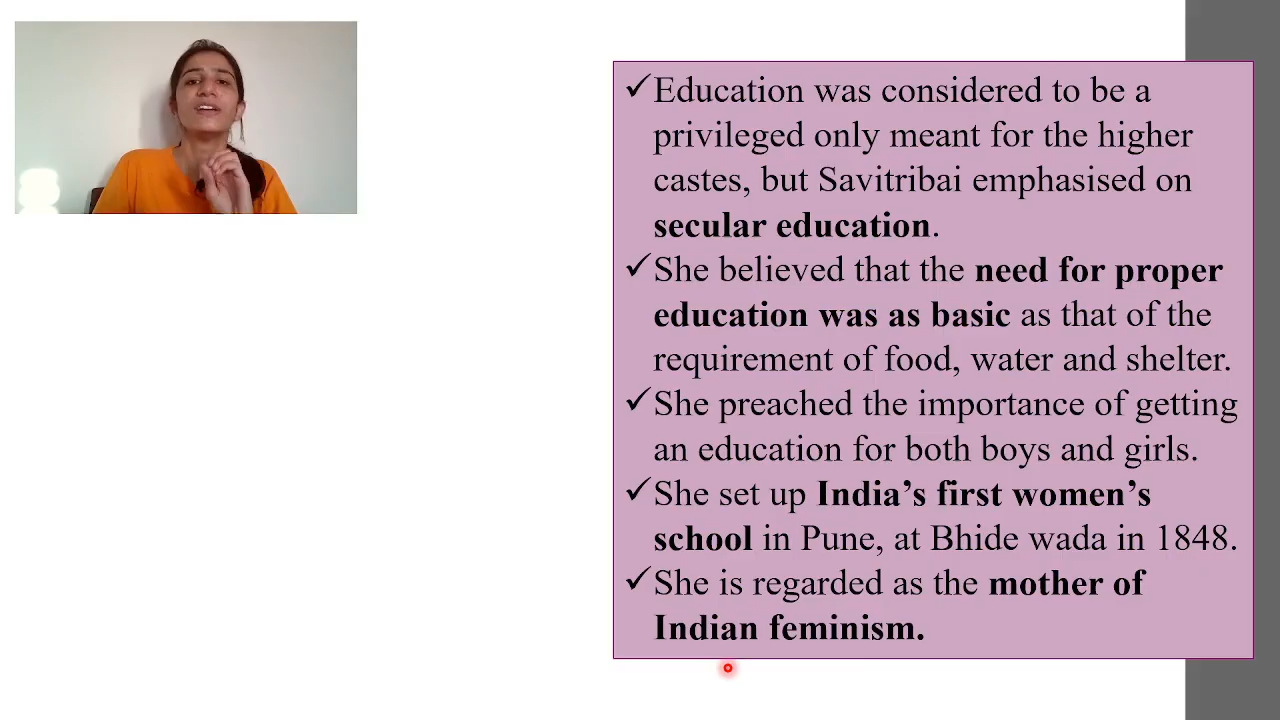 ✓Education was considered to be a
privileged only meant for the higher
castes, but Savitribai emphasised on
secular education.
✓She believed that the need for proper
education was as basic as that of the
requirement of food, water and shelter.
✓She preached the importance of getting
an education for both boys and girls.
✓She set up India’s first women’s
school in Pune, at Bhide wada in 1848.
✓She is regarded as the mother of
Indian feminism.